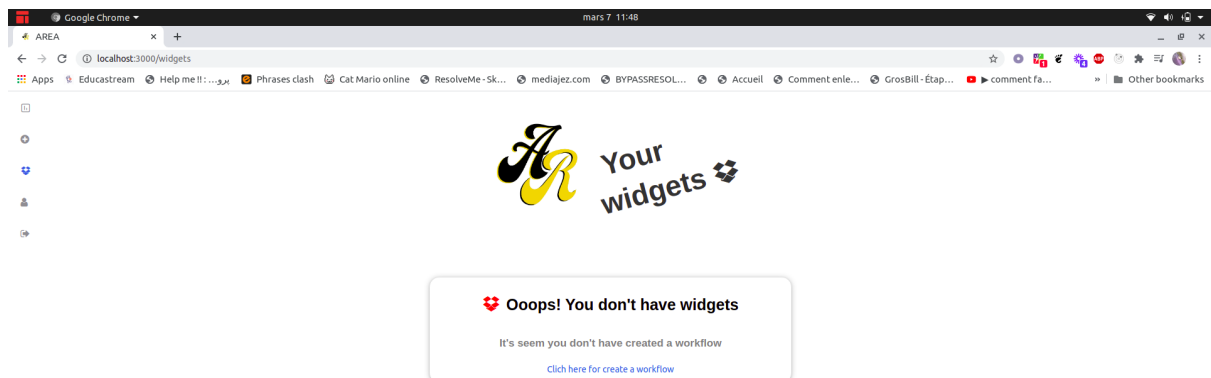 Google Chrome
mars 7 11:48
AREA
localhost:3000/widgets
Apps Educastream Help me !! : ...یرو Phrases clash Cat Mario online ResolveMe - Sk... mediajez.com BYPASSRESOL... Accueil Comment enle... GrosBill - Étap... ▶ comment fa... » Other bookmarks
AR
Your
widgets
Ooops! You don't have widgets
It's seem you don't have created a workflow
Clich here for create a workflow